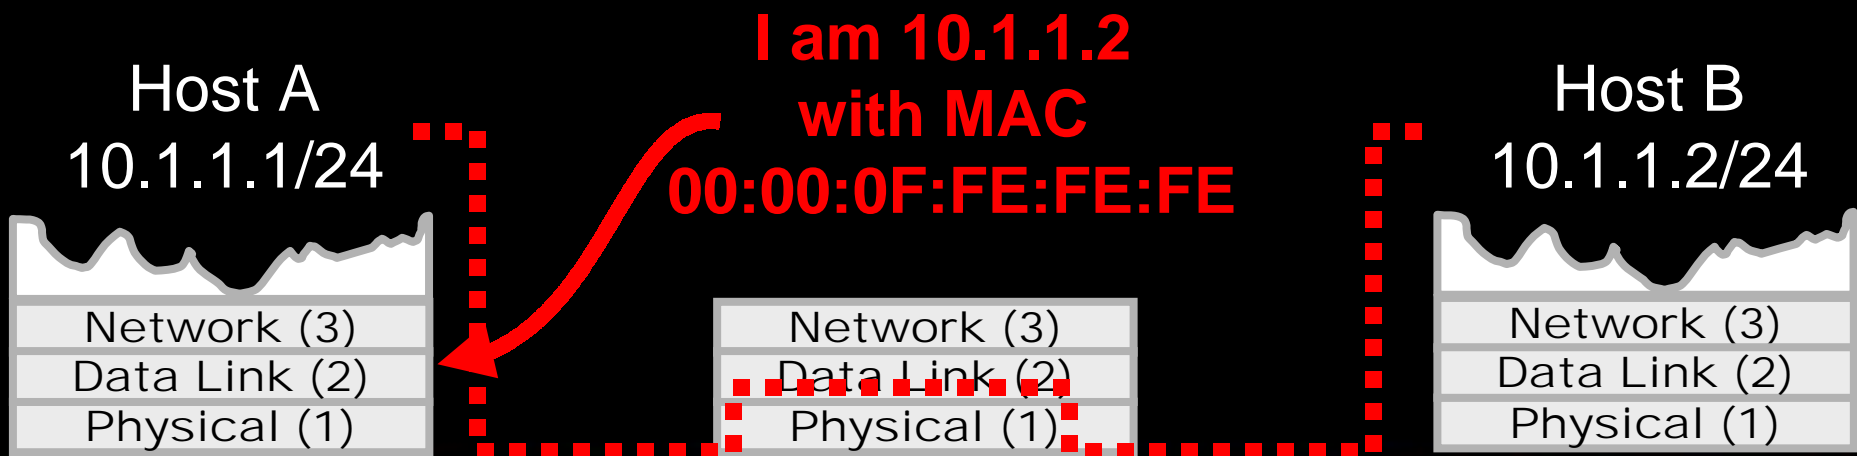 Host A
10.1.1.1/24
I am 10.1.1.2
with MAC
00:00:0F:FE:FE:FE
Host B
10.1.1.2/24
Network (3)
Data Link (2)
Physical (1)
Network (3)
Data Link (2)
Physical (1)
Network (3)
Data Link (2)
Physical (1)